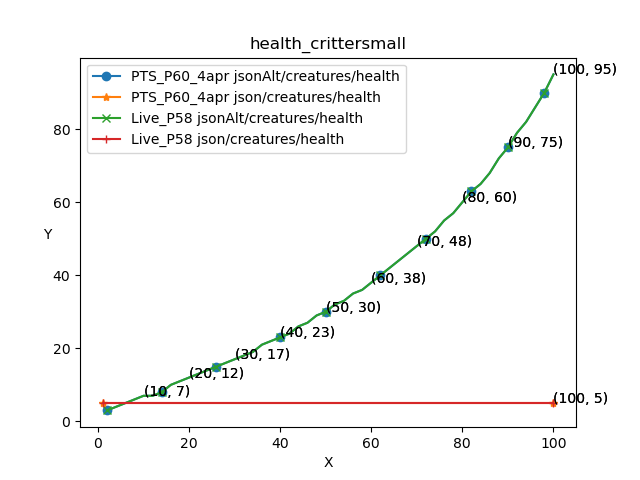 health_crittersmall
PTS_P60_4apr jsonAlt/creatures/health
PTS_P60_4apr json/creatures/health
Live_P58 jsonAlt/creatures/health
Live_P58 json/creatures/health
(100, 95)
(90, 75)
(80, 60)
(70, 48)
(60, 38)
(50, 30)
(40, 23)
(30, 17)
(20, 12)
(10, 7)
(100, 5)
Y
80
60
40
20
0
0 20 40 60 80 100
X